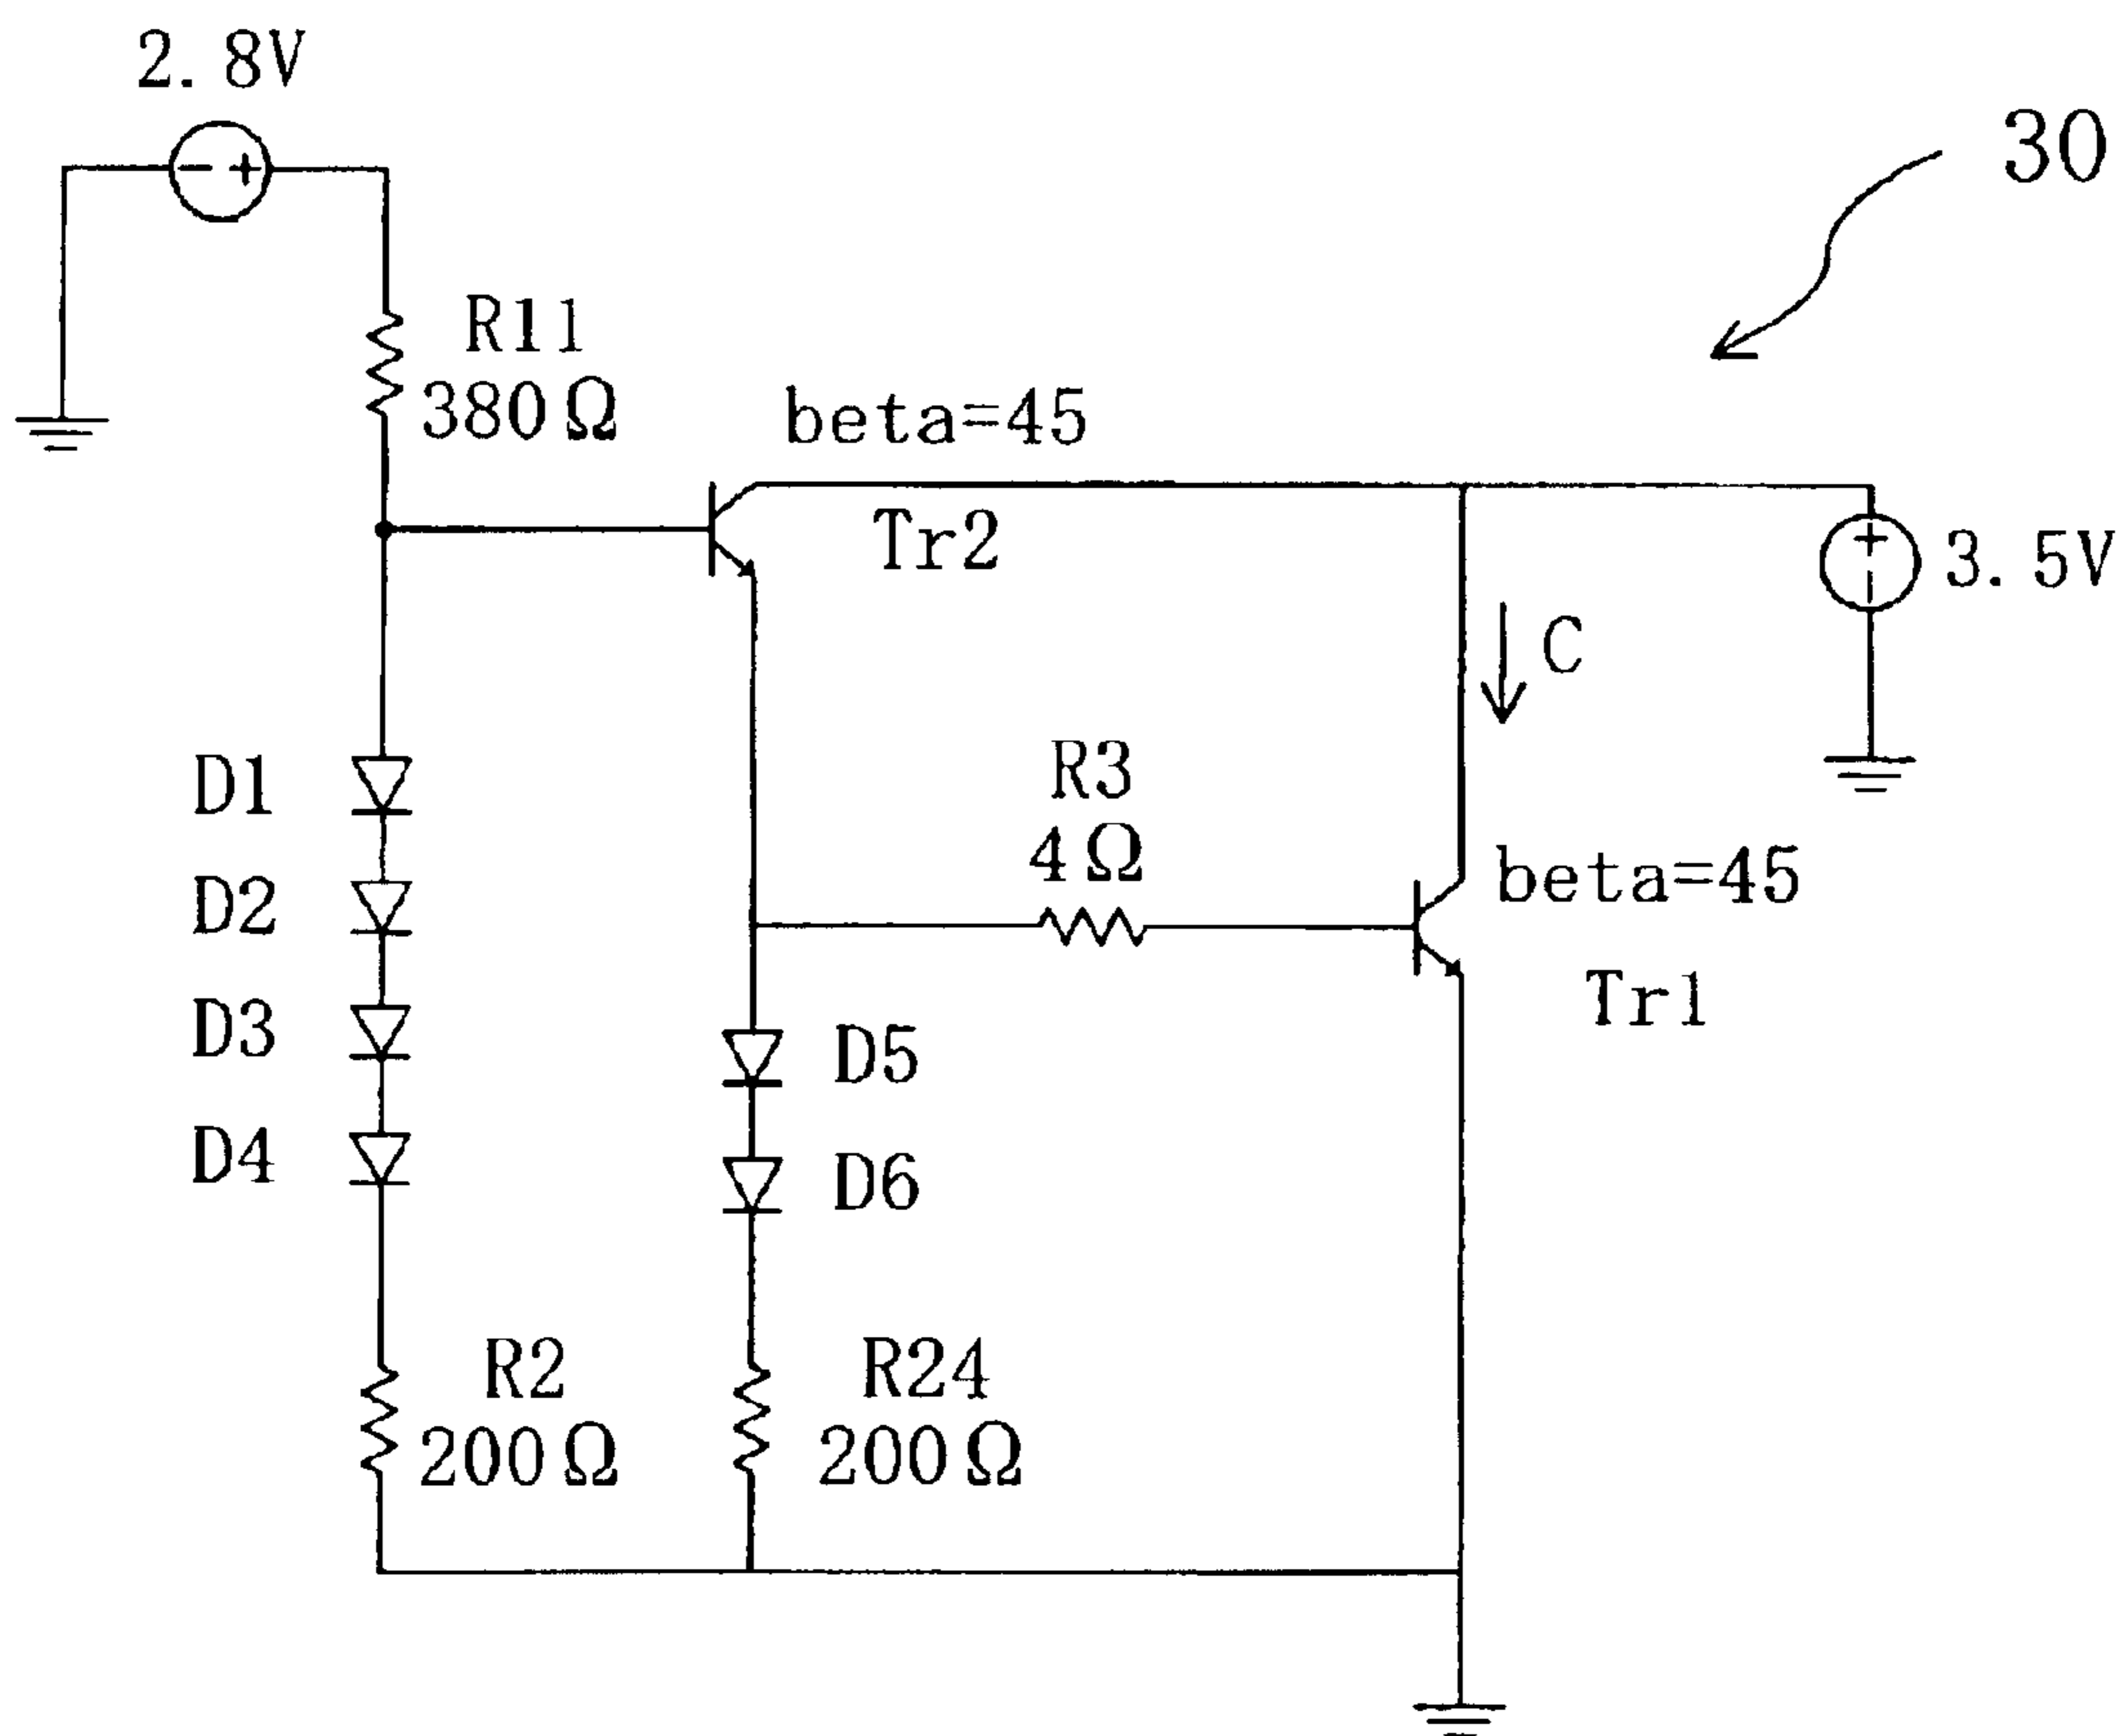 2.8V
30
R11
380Ω
beta=45
Tr2
3.5V
C
D1
R3
4Ω
D2
beta=45
Tr1
D3
D5
D4
D6
R2
200Ω
R24
200Ω